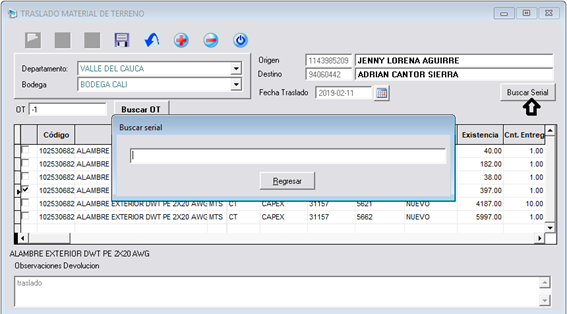 TRASLADO MATERIAL DE TERRENO
Departamento: VALLE DEL CAUCA
Bodega BODEGA CALI
Origen 1143985209 JENNY LORENA AGUIRRE
Destino 94060442 ADRIAN CANTOR SIERRA
Fecha Traslado 2019-02-11
Buscar Serial
OT -1 Buscar OT
Buscar serial
Regresar
Código Existencia Cnt. Entreg
102530682 ALAMBRE 40.00 1.00
102530682 ALAMBRE 182.00 1.00
102530682 ALAMBRE 38.00 1.00
102530682 ALAMBRE 397.00 1.00
102530682 ALAMBRE EXTERIOR DWT PE 2X20 AWG MTS CT CAPEX 31157 5621 NUEVO 4187.00 10.00
102530682 ALAMBRE EXTERIOR DWT PE 2X20 AWG MTS CT CAPEX 31157 5662 NUEVO 5997.00 1.00
ALAMBRE EXTERIOR DWT PE 2X20 AWG
Observaciones Devolucion
traslado